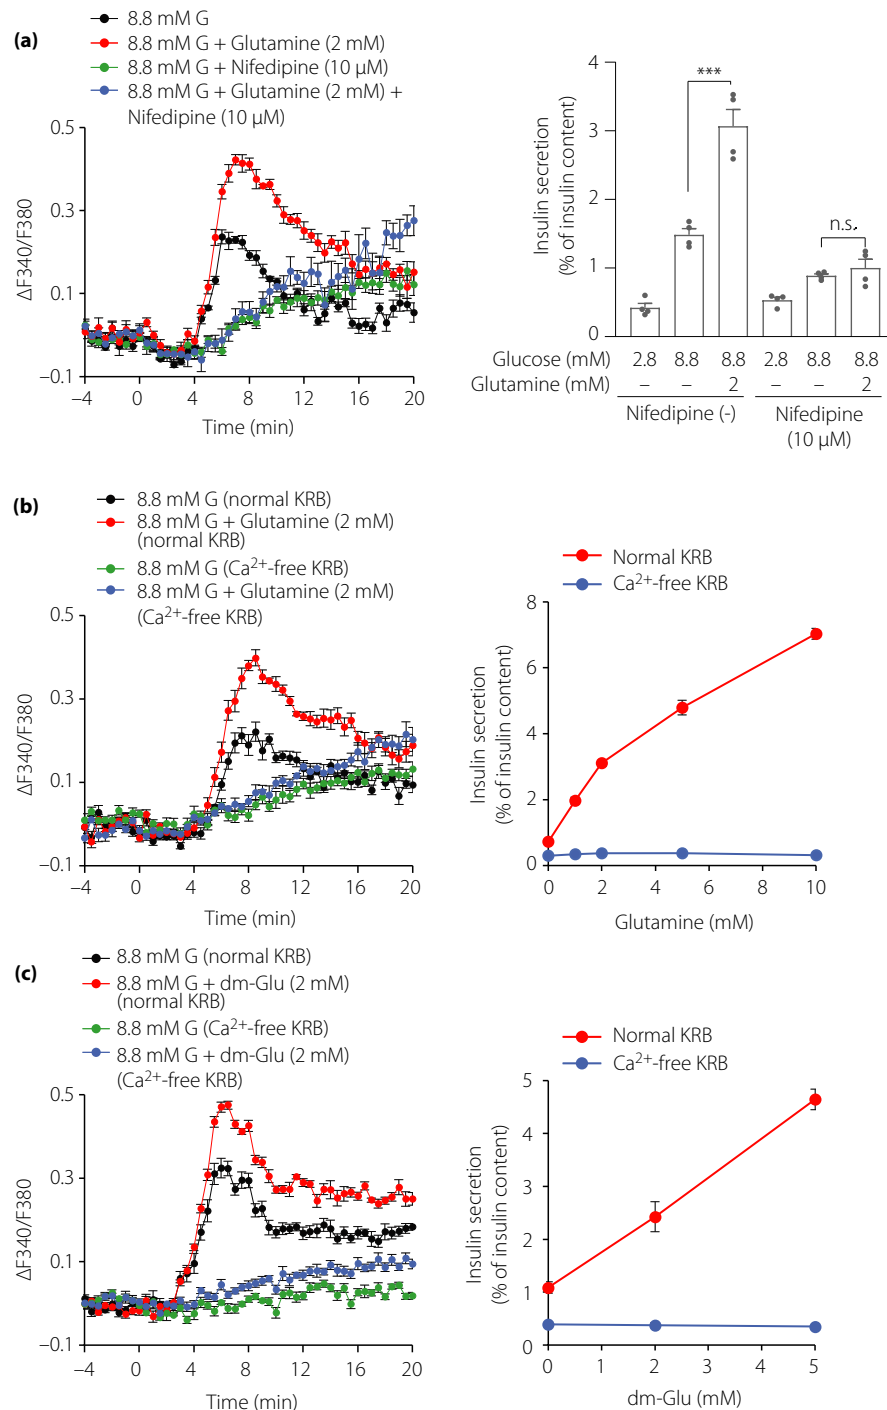 (a)
8.8 mM G
8.8 mM G + Glutamine (2 mM)
8.8 mM G + Nifedipine (10 μM)
8.8 mM G + Glutamine (2 mM) +
Nifedipine (10 μM)
0.5
0.3
0.1
−0.1
ΔF340/F380
−4 0 4 8 12 16 20
Time (min)
Insulin secretion
(% of insulin content)
4
3
2
1
0
***
n.s.
Glucose (mM) 2.8 8.8 8.8 2.8 8.8 8.8
Glutamine (mM) – – 2 – – 2
Nifedipine (-) Nifedipine
(10 μM)
(b)
8.8 mM G (normal KRB)
8.8 mM G + Glutamine (2 mM)
(normal KRB)
8.8 mM G (Ca2+-free KRB)
8.8 mM G + Glutamine (2 mM)
(Ca2+-free KRB)
0.5
0.3
0.1
−0.1
ΔF340/F380
−4 0 4 8 12 16 20
Time (min)
Normal KRB
Ca2+-free KRB
Insulin secretion
(% of insulin content)
8
6
4
2
0
0 2 4 6 8 10
Glutamine (mM)
(c)
8.8 mM G (normal KRB)
8.8 mM G + dm-Glu (2 mM)
(normal KRB)
8.8 mM G (Ca2+-free KRB)
8.8 mM G + dm-Glu (2 mM)
(Ca2+-free KRB)
0.5
0.3
0.1
−0.1
ΔF340/F380
−4 0 4 8 12 16 20
Time (min)
Normal KRB
Ca2+-free KRB
Insulin secretion
(% of insulin content)
5
4
3
2
1
0
0 1 2 3 4 5
dm-Glu (mM)